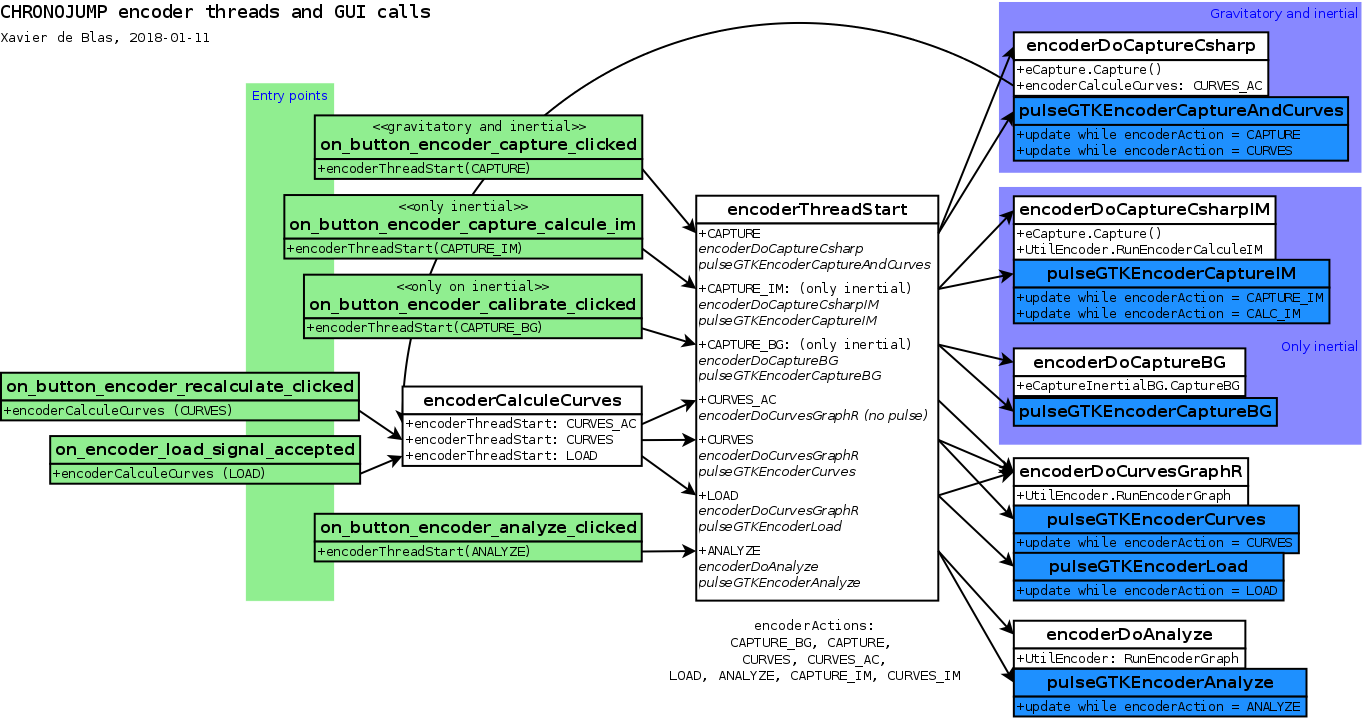 CHRONOJUMP encoder threads and GUI calls
Xavier de Blas, 2018-01-11
Entry points
<<gravitatory and inertial>>
on_button_encoder_capture_clicked
+encoderThreadStart(CAPTURE)
<<only inertial>>
on_button_encoder_capture_calcule_im
+encoderThreadStart(CAPTURE_IM)
<<only on inertial>>
on_button_encoder_calibrate_clicked
+encoderThreadStart(CAPTURE_BG)
on_button_encoder_recalculate_clicked
+encoderCalculeCurves (CURVES)
on_encoder_load_signal_accepted
+encoderCalculeCurves (LOAD)
on_button_encoder_analyze_clicked
+encoderThreadStart(ANALYZE)
encoderCalculeCurves
+encoderThreadStart: CURVES_AC
+encoderThreadStart: CURVES
+encoderThreadStart: LOAD
encoderThreadStart
+CAPTURE
encoderDoCaptureCsharp
pulseGTKEncoderCaptureAndCurves
+CAPTURE_IM: (only inertial)
encoderDoCaptureCsharpIM
pulseGTKEncoderCaptureIM
+CAPTURE_BG: (only inertial)
encoderDoCaptureBG
pulseGTKEncoderCaptureBG
+CURVES_AC
encoderDoCurvesGraphR (no pulse)
+CURVES
encoderDoCurvesGraphR
pulseGTKEncoderCurves
+LOAD
encoderDoCurvesGraphR
pulseGTKEncoderLoad
+ANALYZE
encoderDoAnalyze
pulseGTKEncoderAnalyze
encoderActions:
CAPTURE_BG, CAPTURE,
CURVES, CURVES_AC,
LOAD, ANALYZE, CAPTURE_IM, CURVES_IM
Gravitatory and inertial
encoderDoCaptureCsharp
+eCapture.Capture()
+encoderCalculeCurves: CURVES_AC
pulseGTKEncoderCaptureAndCurves
+update while encoderAction = CAPTURE
+update while encoderAction = CURVES
encoderDoCaptureCsharpIM
+eCapture.Capture()
+UtilEncoder.RunEncoderCalculeIM
pulseGTKEncoderCaptureIM
+update while encoderAction = CAPTURE_IM
+update while encoderAction = CALC_IM
Only inertial
encoderDoCaptureBG
+eCaptureInertialBG.CaptureBG
pulseGTKEncoderCaptureBG
encoderDoCurvesGraphR
+UtilEncoder.RunEncoderGraph
pulseGTKEncoderCurves
+update while encoderAction = CURVES
pulseGTKEncoderLoad
+update while encoderAction = LOAD
encoderDoAnalyze
+UtilEncoder: RunEncoderGraph
pulseGTKEncoderAnalyze
+update while encoderAction = ANALYZE